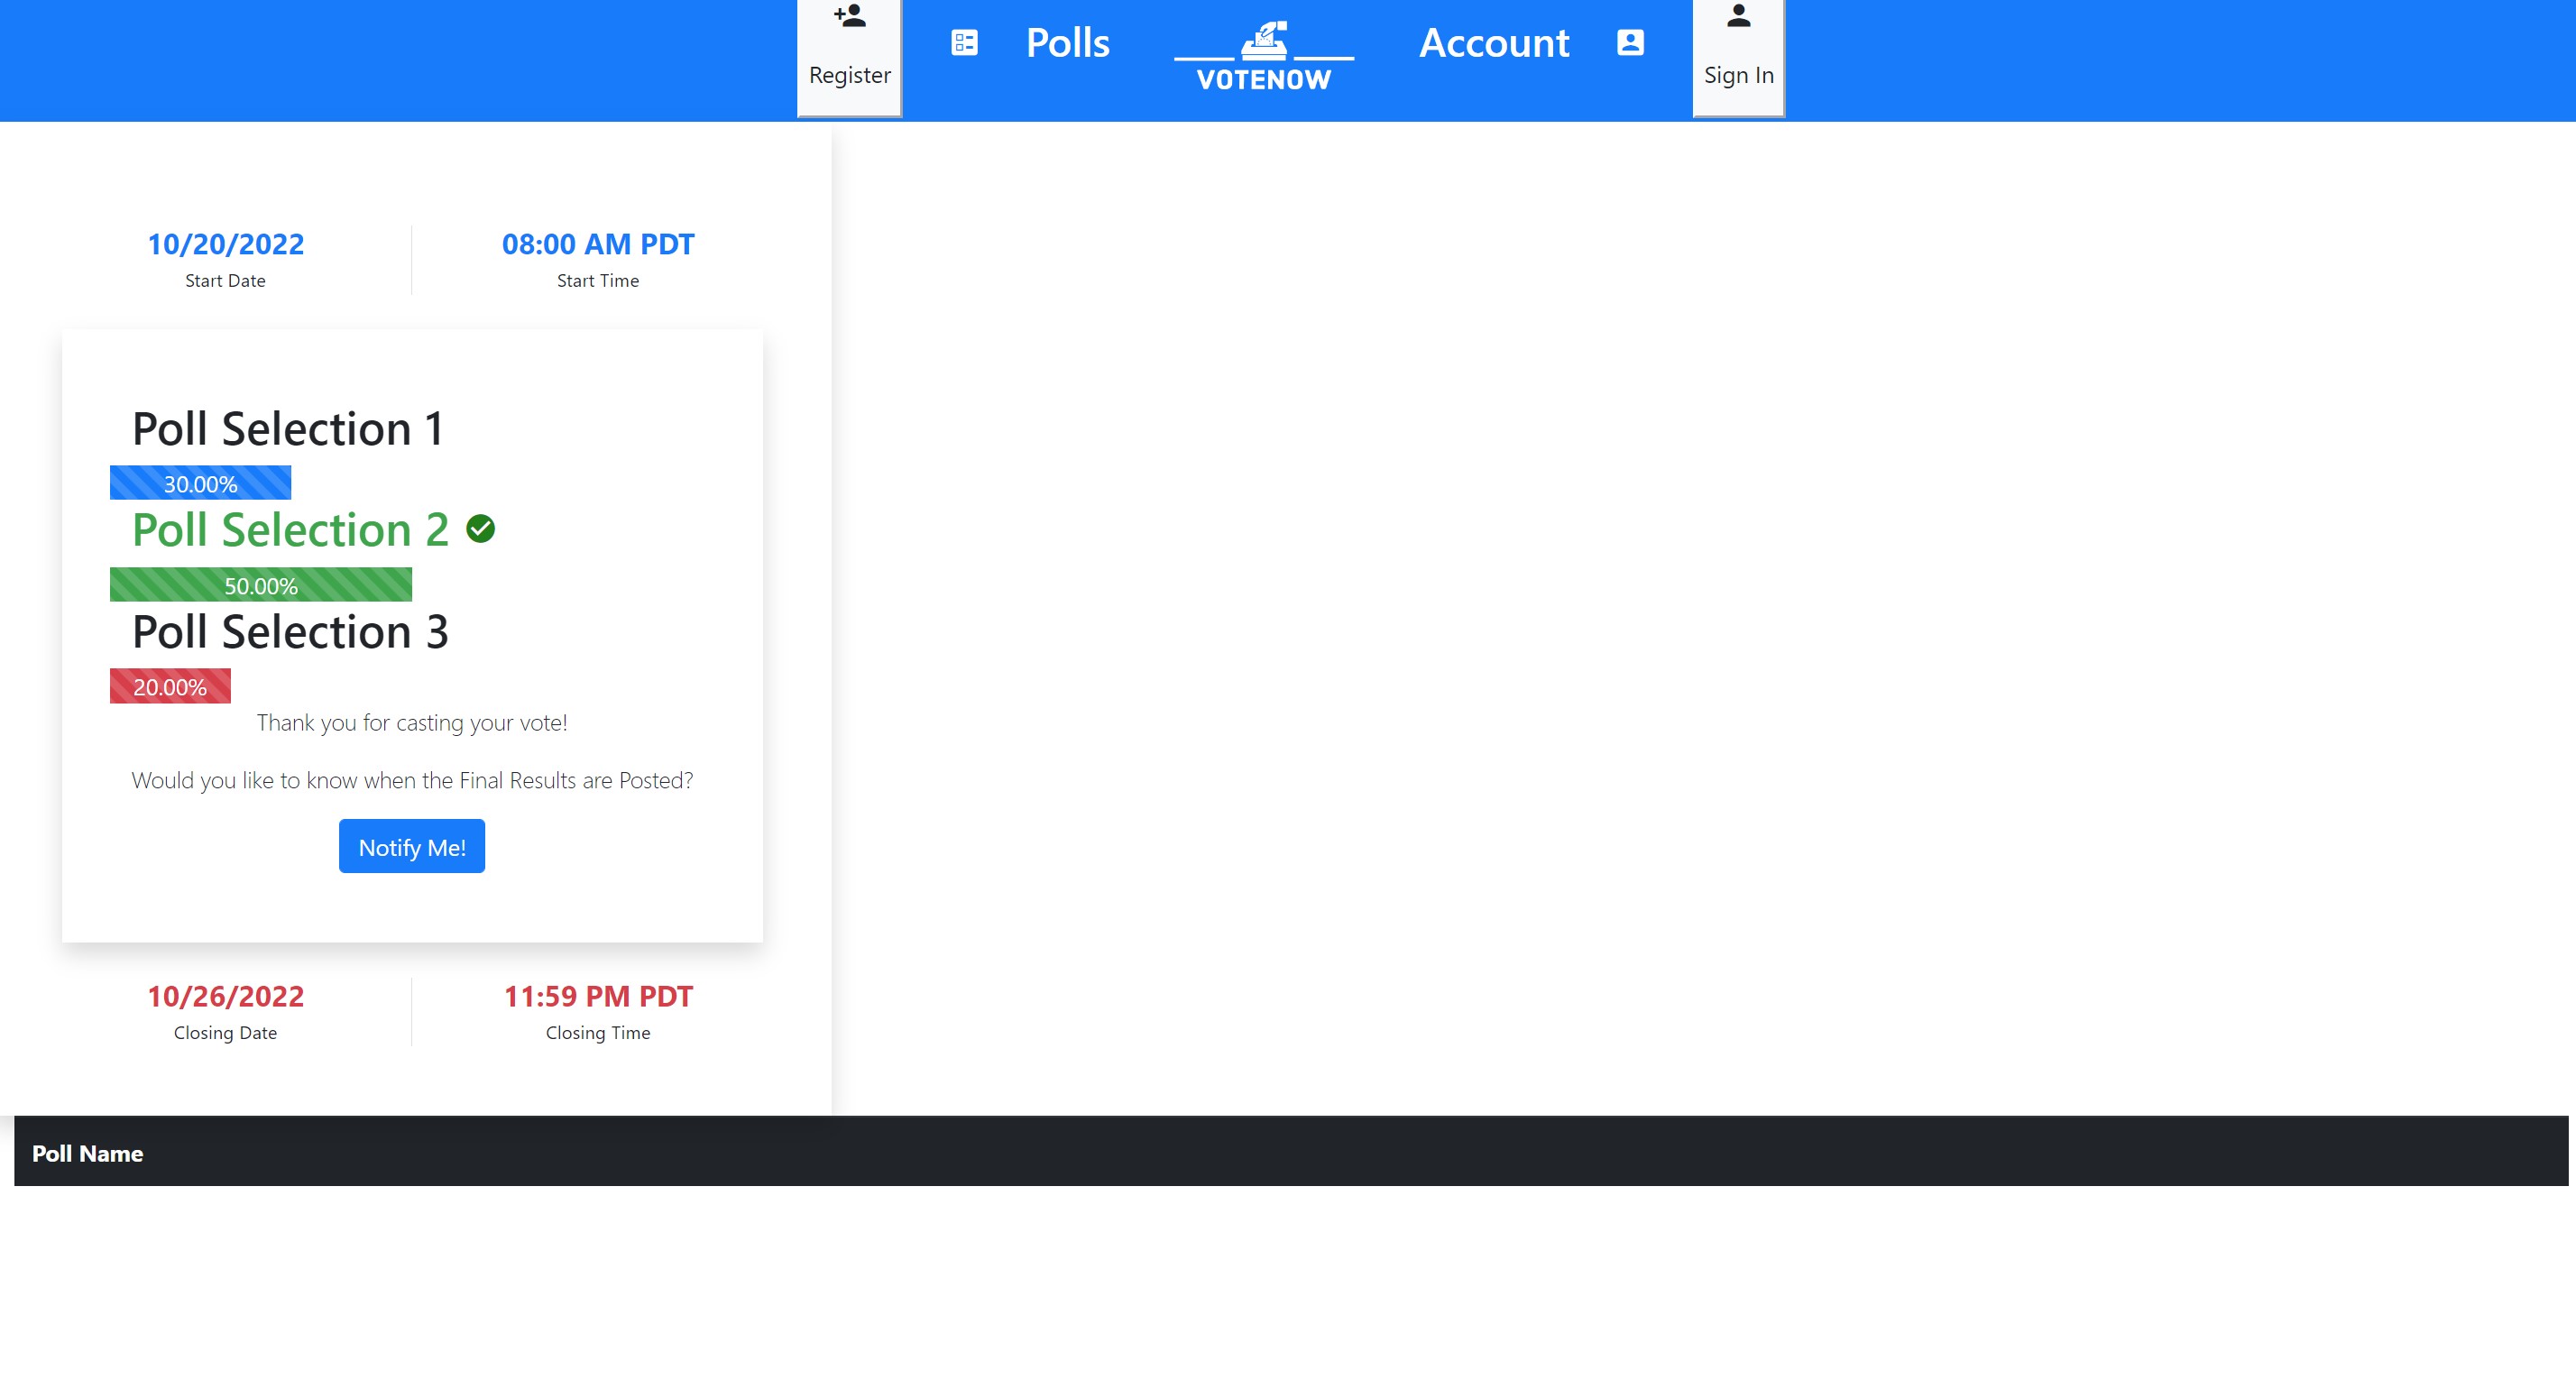 Register
Polls
VOTENOW
Account
Sign In
10/20/2022
Start Date
08:00 AM PDT
Start Time
Poll Selection 1
30.00%
Poll Selection 2
50.00%
Poll Selection 3
20.00%
Thank you for casting your vote!
Would you like to know when the Final Results are Posted?
Notify Me!
10/26/2022
Closing Date
11:59 PM PDT
Closing Time
Poll Name